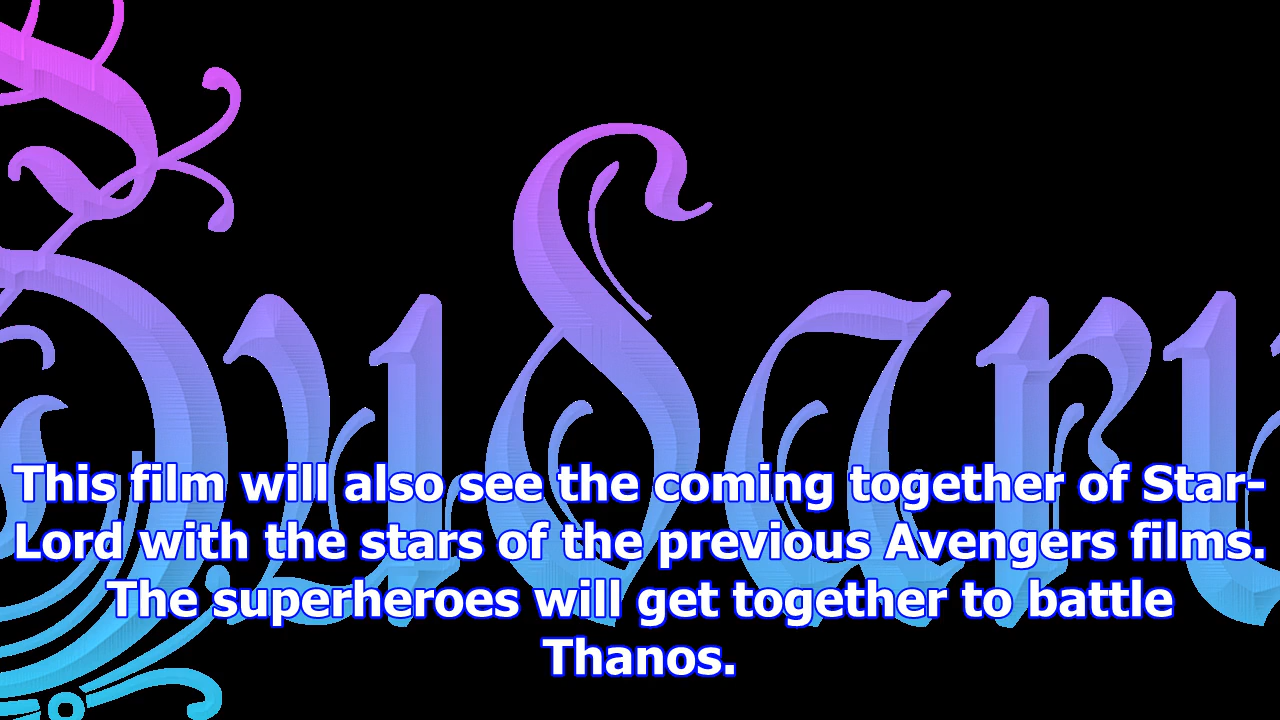 This film will also see the coming together of Star-
Lord with the stars of the previous Avengers films.
The superheroes will get together to battle
Thanos.